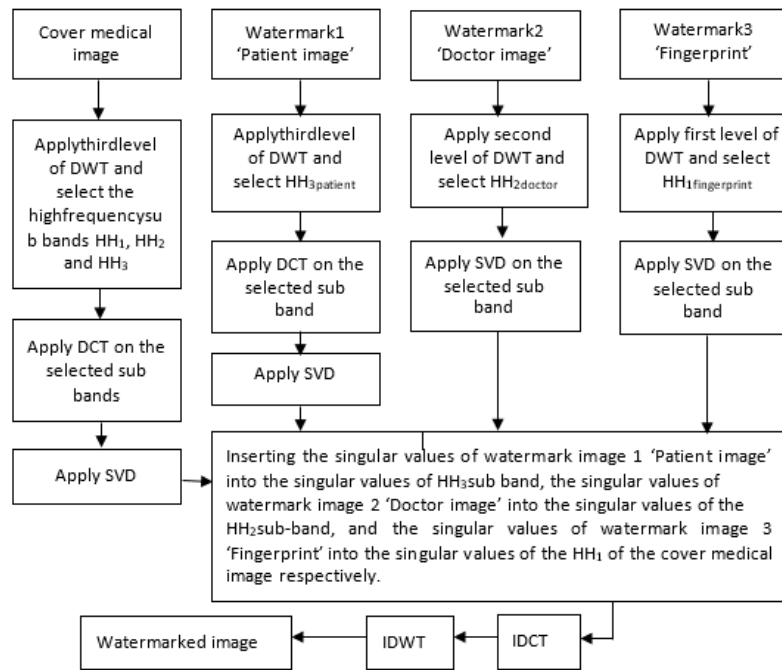 Cover medical
image
Watermark1
‘Patient image’
Watermark2
‘Doctor image’
Watermark3
‘Fingerprint’
Applythirdlevel
of DWT and
select the
highfrequencysu
b bands HH₁, HH₂
and HH₃
Applythirdlevel
of DWT and
select HH₃patient
Apply second
level of DWT and
select HH₂doctor
Apply first level of
DWT and select
HH₁fingerprint
Apply DCT on the
selected sub
bands
Apply DCT on the
selected sub
band
Apply SVD on the
selected sub
band
Apply SVD on the
selected sub
band
Apply SVD
Apply SVD
Inserting the singular values of watermark image 1 ‘Patient image’
into the singular values of HH₃sub band, the singular values of
watermark image 2 ‘Doctor image’ into the singular values of the
HH₂sub-band, and the singular values of watermark image 3
‘Fingerprint’ into the singular values of the HH₁ of the cover medical
image respectively.
Watermarked image
IDWT
IDCT